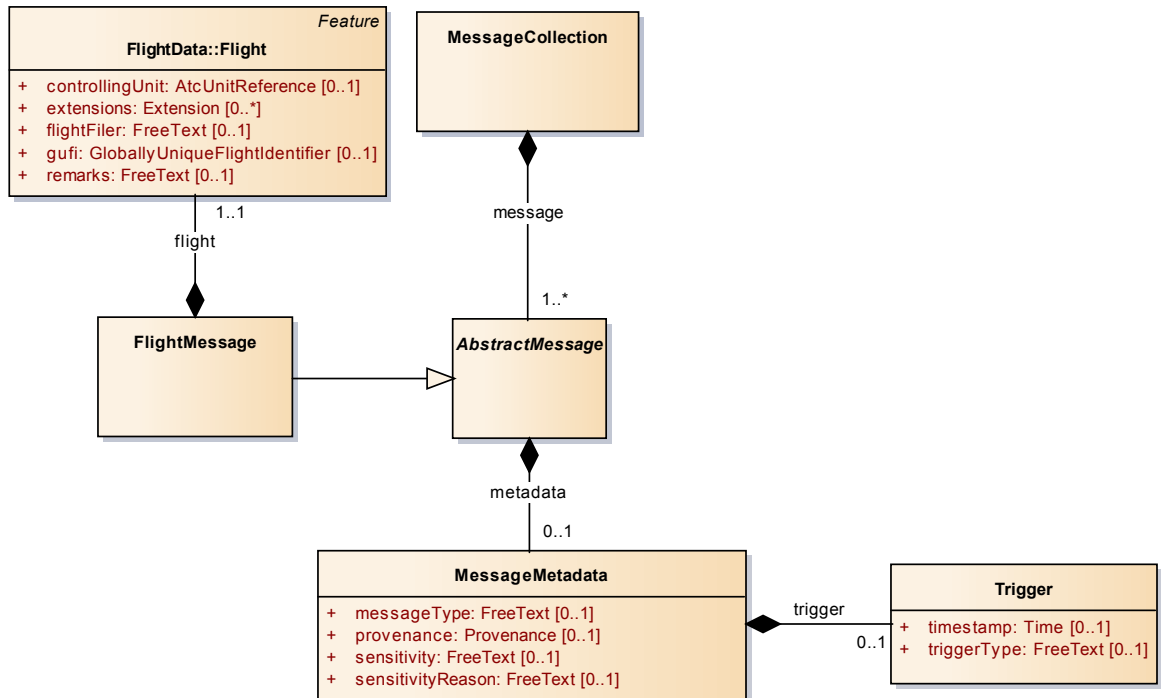 Feature
FlightData::Flight
+ controllingUnit: AtcUnitReference [0..1]
+ extensions: Extension [0..*]
+ flightFiler: FreeText [0..1]
+ gufi: GloballyUniqueFlightIdentifier [0..1]
+ remarks: FreeText [0..1]
MessageCollection
1..1
flight
message
1..*
FlightMessage
AbstractMessage
metadata
0..1
MessageMetadata
+ messageType: FreeText [0..1]
+ provenance: Provenance [0..1]
+ sensitivity: FreeText [0..1]
+ sensitivityReason: FreeText [0..1]
trigger
0..1
Trigger
+ timestamp: Time [0..1]
+ triggerType: FreeText [0..1]